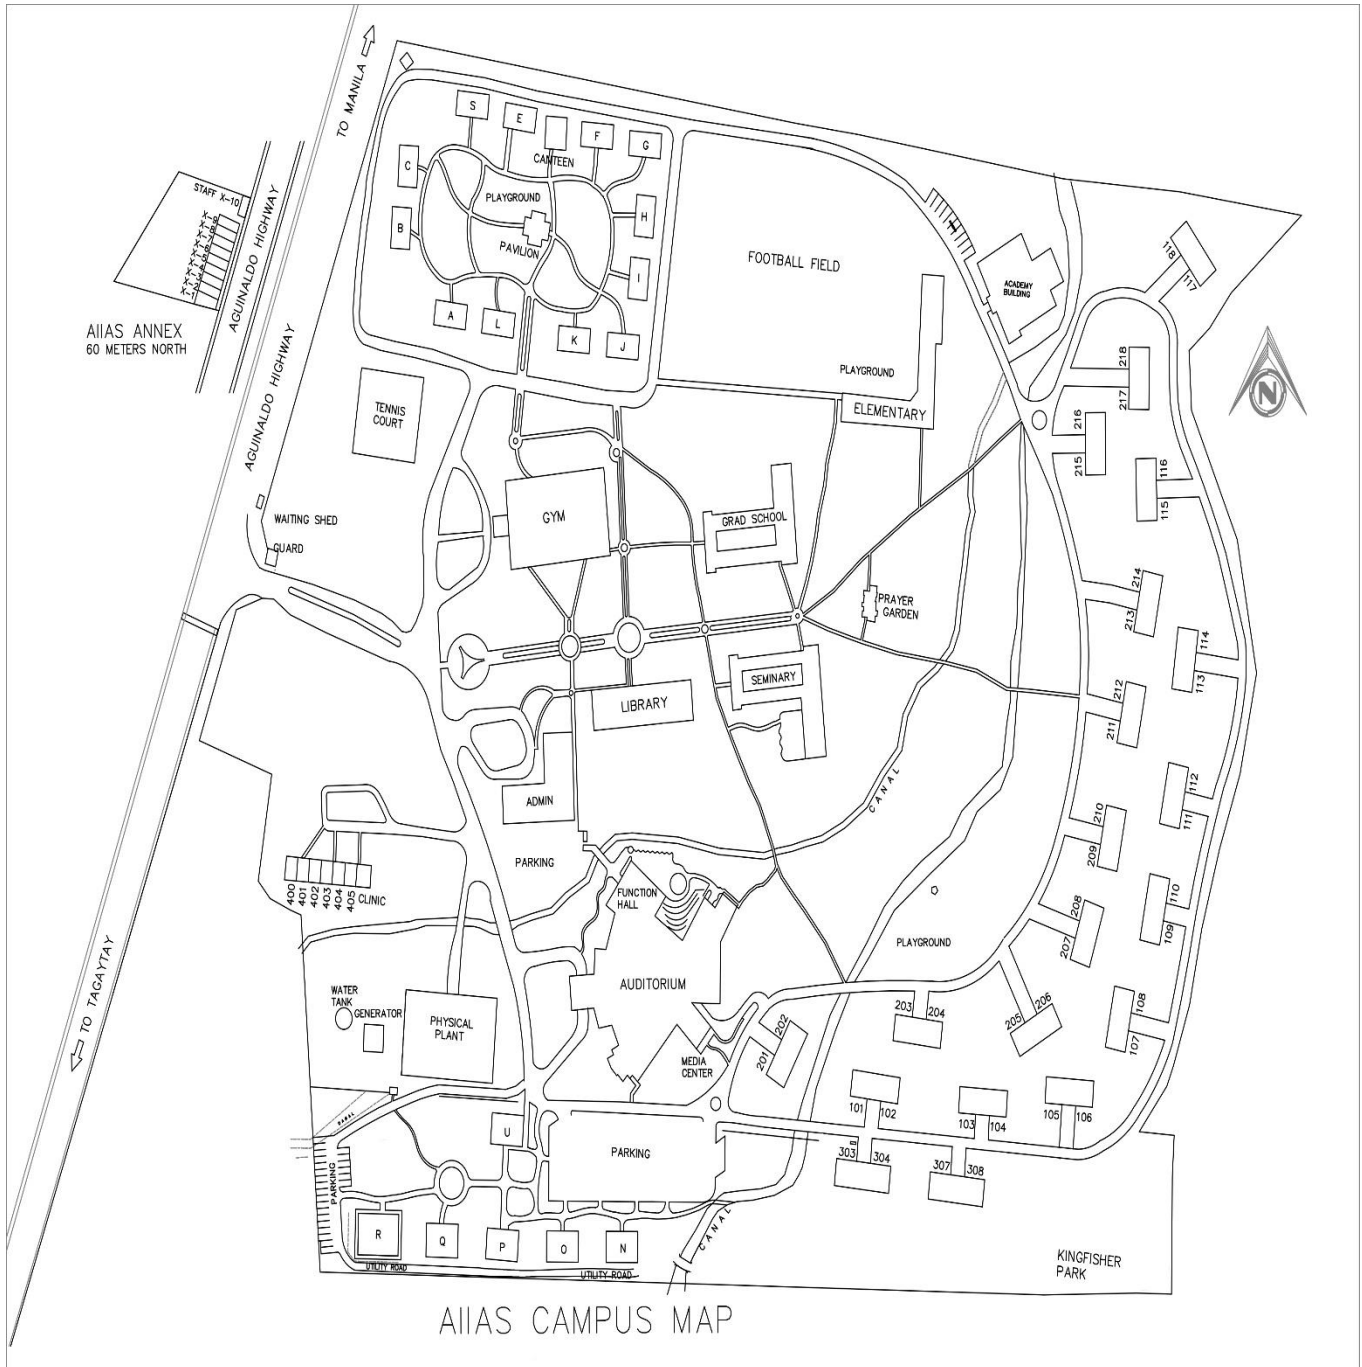 TO MANILA
S
E
F
G
CANTEEN
C
PLAYGROUND
H
B
PAVILION
I
A
L
K
J
STAFF X-10
AGUINALDO HIGHWAY
AIIAS ANNEX
60 METERS NORTH
AGUINALDO HIGHWAY
FOOTBALL FIELD
ACADEMY
BUILDING
118
117
N
PLAYGROUND
ELEMENTARY
218
217
216
215
116
115
TENNIS
COURT
GYM
GRAD SCHOOL
WAITING SHED
GUARD
PRAYER
GARDEN
214
213
114
113
SEMINARY
LIBRARY
212
211
ADMIN
CANAL
112
111
210
209
PARKING
400
401
402
403
404
405
CLINIC
FUNCTION
HALL
208
207
110
109
PLAYGROUND
AUDITORIUM
TO TAGAYTAY
WATER
TANK
GENERATOR
PHYSICAL
PLANT
203
204
205
206
108
107
MEDIA
CENTER
201
202
101
102
103
104
105
106
U
PARKING
PARKING
303
304
307
308
R
Q
P
O
N
CANAL
UTILITY ROAD
UTILITY ROAD
KINGFISHER
PARK
AIIAS CAMPUS MAP